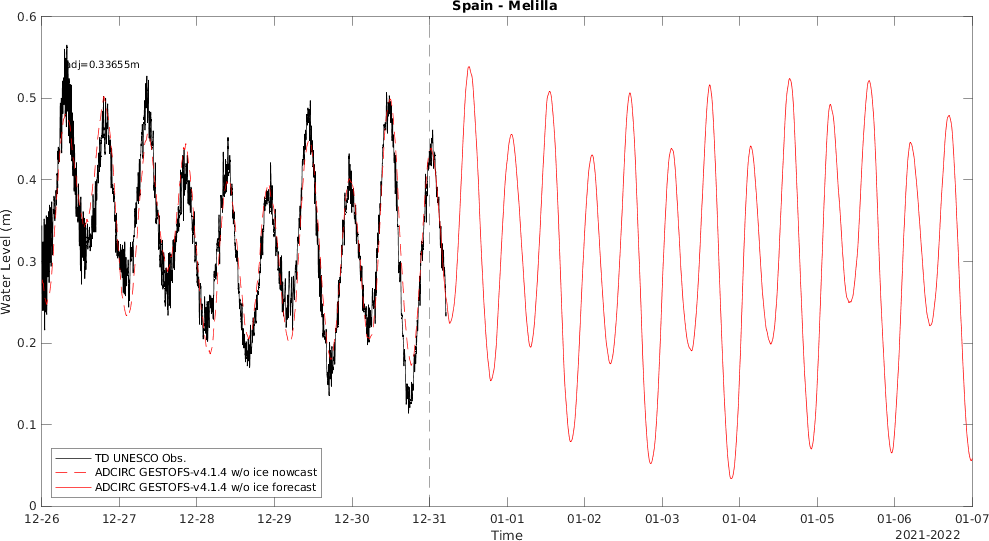 Spain - Melilla
0.6
0.5
0.4
0.3
0.2
0.1
0
Water Level (m)
adj=0.33655m
TD UNESCO Obs.
ADCIRC GESTOFS-v4.1.4 w/o ice nowcast
ADCIRC GESTOFS-v4.1.4 w/o ice forecast
12-26 12-27 12-28 12-29 12-30 12-31 01-01 01-02 01-03 01-04 01-05 01-06 01-07
Time
2021-2022